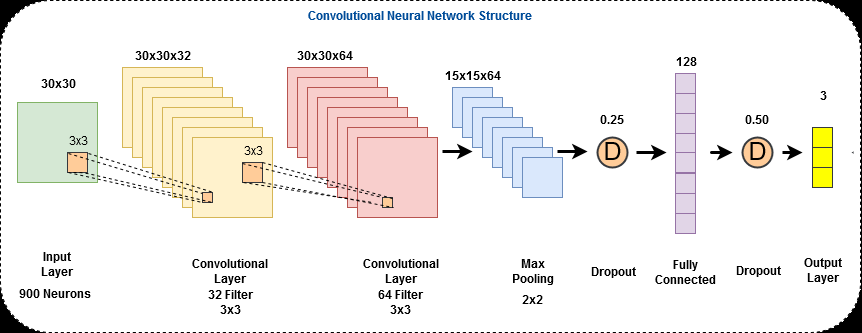 Convolutional Neural Network Structure
30x30
30x30x32
30x30x64
15x15x64
0.25
128
0.50
3
3x3
3x3
D
D
Input
Layer
900 Neurons
Convolutional
Layer
32 Filter
3x3
Convolutional
Layer
64 Filter
3x3
Max
Pooling
2x2
Dropout
Fully
Connected
Dropout
Output
Layer